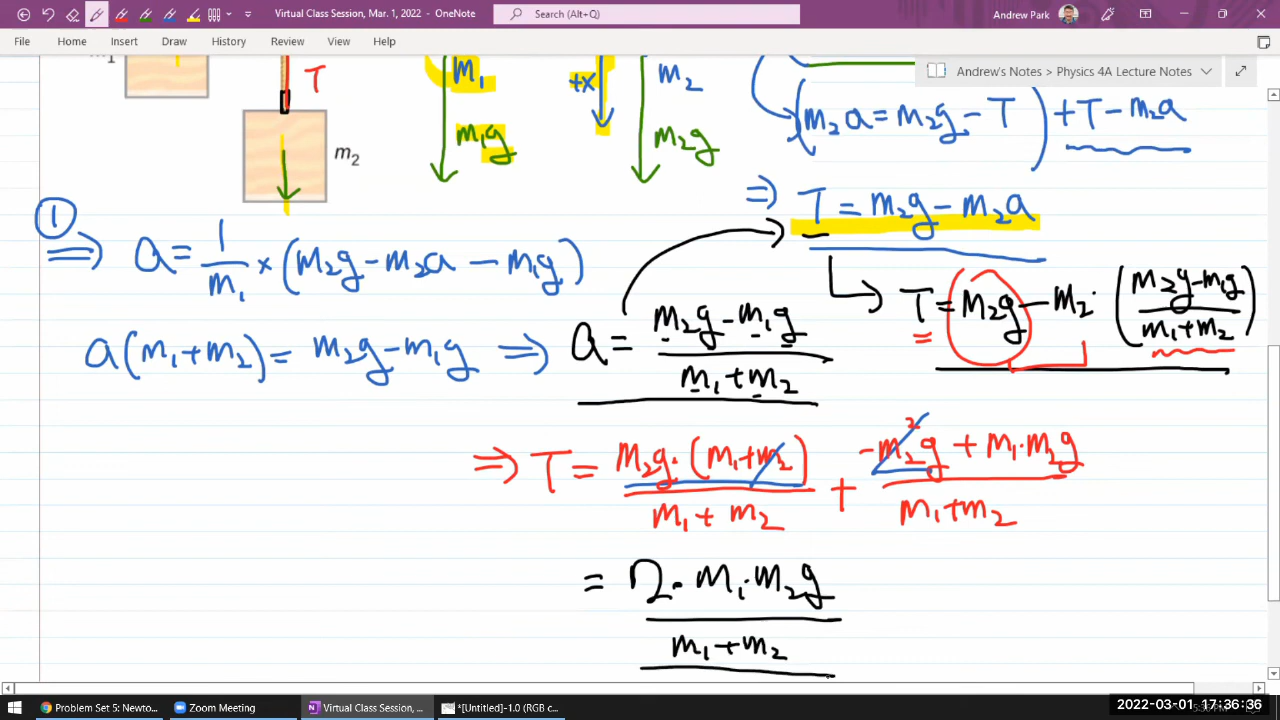 Virtual Class Session, Mar. 1, 2022 - OneNote
Search (Alt+Q)
Andrew Park
File Home Insert Draw History Review View Help
Andrew's Notes > Physics 4A Lecture Notes
T
m₁
+x
m₂
m₁g
m₂g
m₂
(m₂a = m₂g - T) + T - m₂a
⇒ T = m₂g - m₂a
① ⇒ a = 1/m₁ × (m₂g - m₂a - m₁g)
a(m₁ + m₂) = m₂g - m₁g ⇒ a = (m₂g - m₁g)/(m₁ + m₂)
T = m₂g - m₂ · ((m₂g - m₁g)/(m₁ + m₂))
⇒ T = m₂g · (m₁ + m₂)/(m₁ + m₂) + (-m₂²g + m₁ · m₂g)/(m₁ + m₂)
= 2 · m₁ · m₂g/(m₁ + m₂)
Problem Set 5: Newto...
Zoom Meeting
Virtual Class Session, ...
*[Untitled]-1.0 (RGB c...
2022-03-01 17:36:36